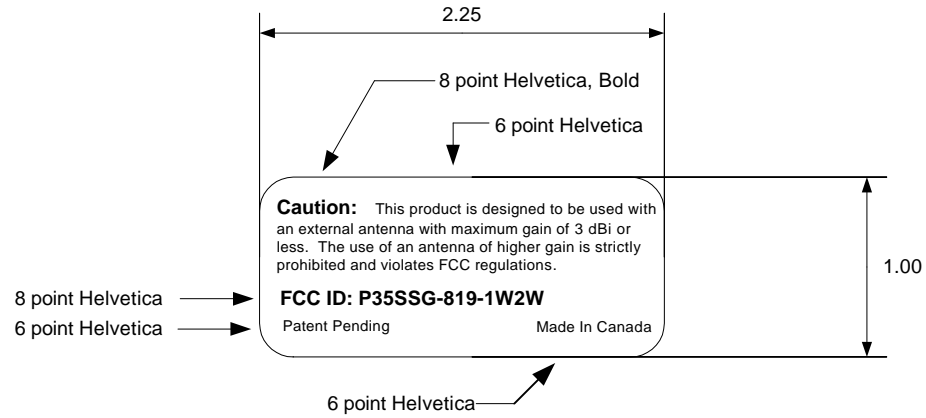 2.25
8 point Helvetica, Bold
6 point Helvetica
Caution: This product is designed to be used with
an external antenna with maximum gain of 3 dBi or
less. The use of an antenna of higher gain is strictly
prohibited and violates FCC regulations.
1.00
8 point Helvetica
FCC ID: P35SSG-819-1W2W
6 point Helvetica
Patent Pending
Made In Canada
6 point Helvetica